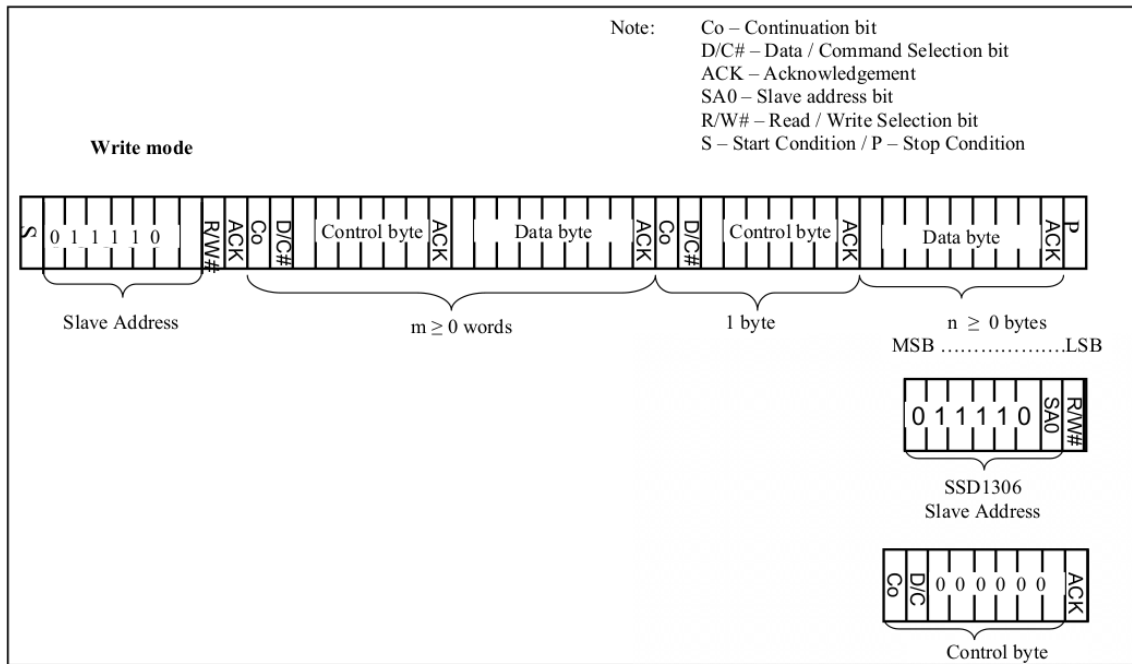 Note: Co – Continuation bit
D/C# – Data / Command Selection bit
ACK – Acknowledgement
SA0 – Slave address bit
R/W# – Read / Write Selection bit
S – Start Condition / P – Stop Condition
Write mode
S 0 1 1 1 1 0 R/W# ACK Co D/C# Control byte ACK Data byte ACK Co D/C# Control byte ACK Data byte ACK P
Slave Address m ≥ 0 words 1 byte n ≥ 0 bytes
MSB ………………….LSB
0 1 1 1 1 0 SA0 R/W#
SSD1306
Slave Address
Co D/C 0 0 0 0 0 0 ACK
Control byte